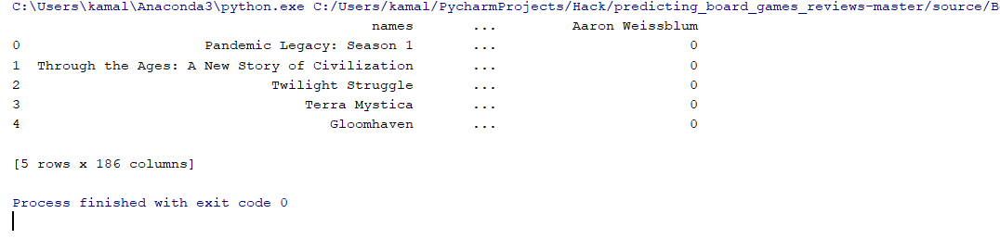 C:\Users\kamal\Anaconda3\python.exe C:/Users/kamal/PycharmProjects/Hack/predicting_board_games_reviews-master/source/B
names ... Aaron Weissblum
0 Pandemic Legacy: Season 1 ... 0
1 Through the Ages: A New Story of Civilization ... 0
2 Twilight Struggle ... 0
3 Terra Mystica ... 0
4 Gloomhaven ... 0
[5 rows x 186 columns]
Process finished with exit code 0